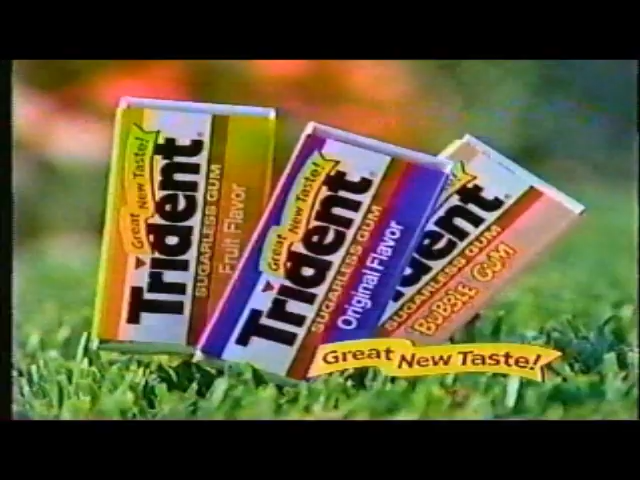 Great New Taste!
Trident
SUGARLESS GUM
Fruit Flavor
Great New Taste!
Trident
SUGARLESS GUM
Original Flavor
dent
SUGARLESS GUM
BUBBLE GUM
Great New Taste!